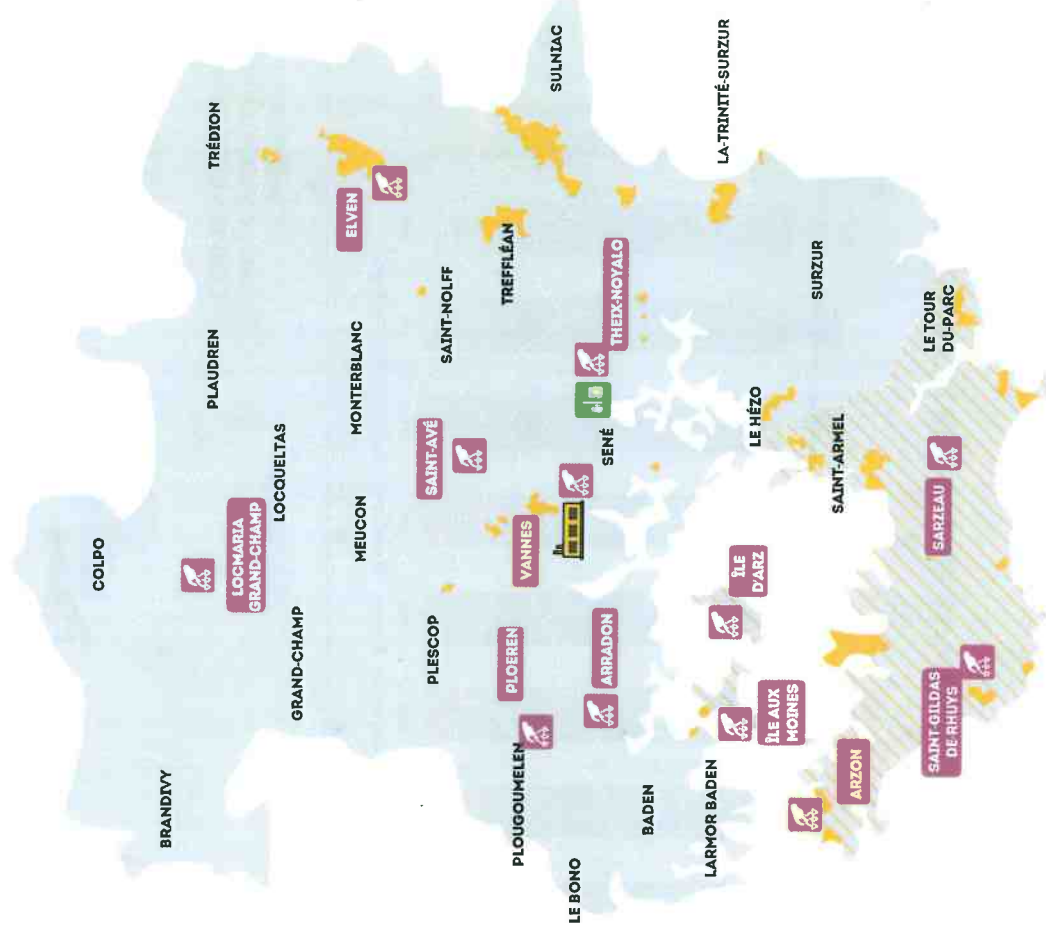 COLPO
BRANDIVY
LOCMARIA
GRAND-CHAMP
PLAUDREN
TRÉDION
GRAND-CHAMP
LOCQUELTAS
MEUCON
MONTERBLANC
ELVEN
PLESCOP
SAINT-AVÉ
SAINT-NOLFF
PLOUGOUMELEN
PLOEREN
VANNES
TREFFLÉAN
SULNIAC
LE BONO
ARRADON
SENÉ
THEIX-NOYALO
BADEN
LARMOR BADEN
ÎLE AUX
MOINES
ÎLE
D'ARZ
LE HÉZO
LA-TRINITÉ-SURZUR
ARZON
SAINT-ARMEL
SURZUR
SAINT-GILDAS
DE RHUYS
SARZEAU
LE TOUR
DU-PARC